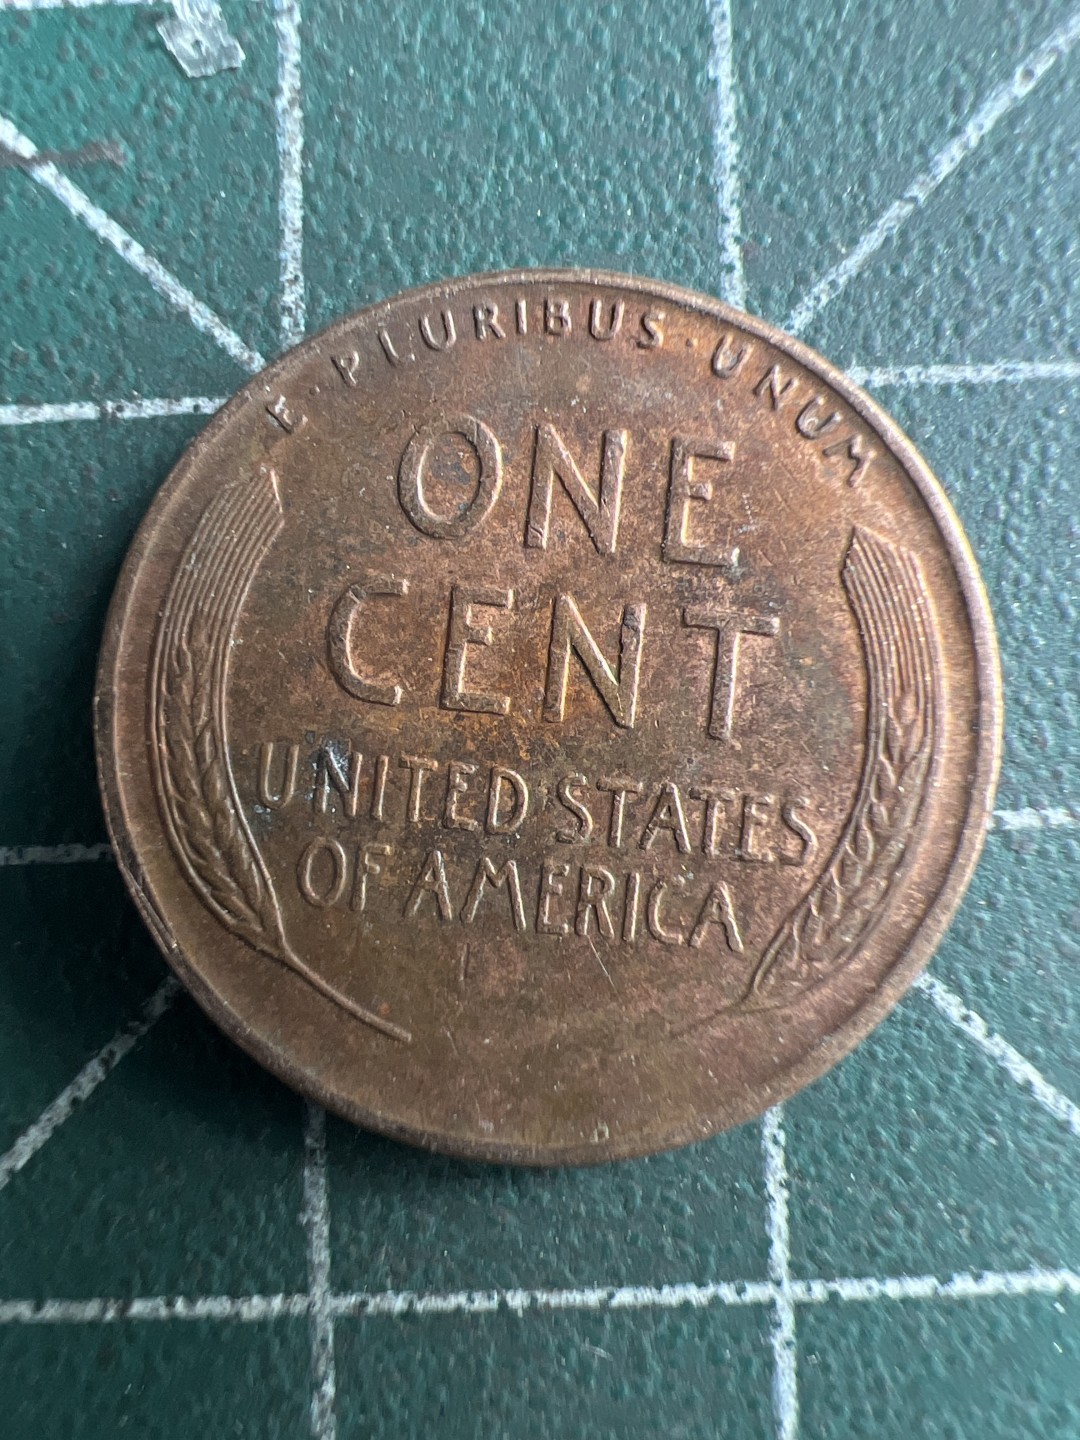 E · PLURIBUS · UNUM
ONE
CENT
UNITED STATES
OF AMERICA